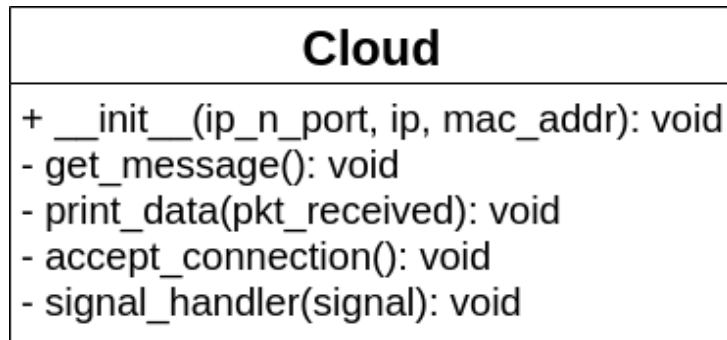 Cloud
+ __init__(ip_n_port, ip, mac_addr): void
- get_message(): void
- print_data(pkt_received): void
- accept_connection(): void
- signal_handler(signal): void